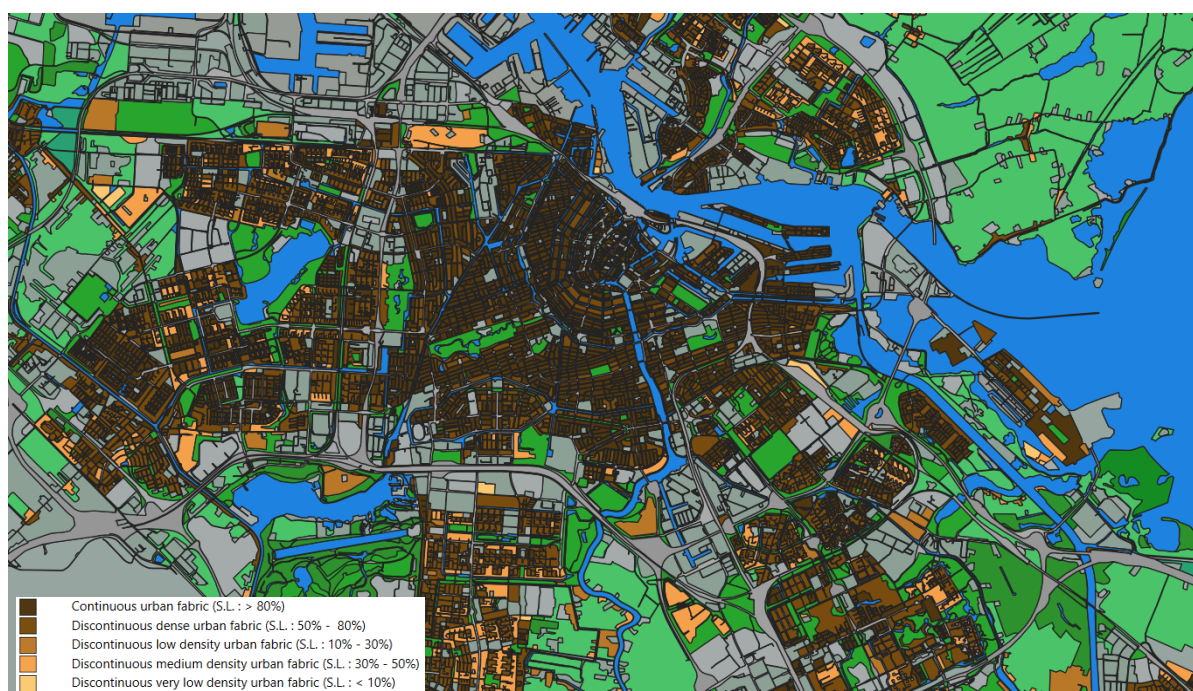 Continuous urban fabric (S.L. : > 80%)
Discontinuous dense urban fabric (S.L. : 50% - 80%)
Discontinuous low density urban fabric (S.L. : 10% - 30%)
Discontinuous medium density urban fabric (S.L. : 30% - 50%)
Discontinuous very low density urban fabric (S.L. : < 10%)